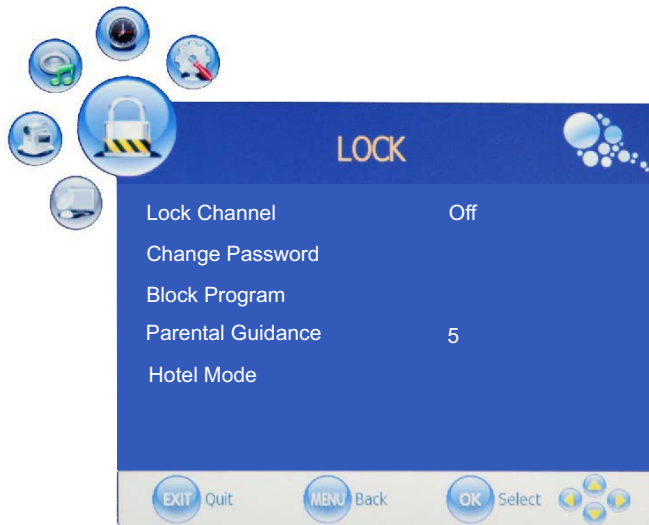 LOCK
Lock Channel Off
Change Password
Block Program
Parental Guidance 5
Hotel Mode
EXIT Quit MENU Back OK Select